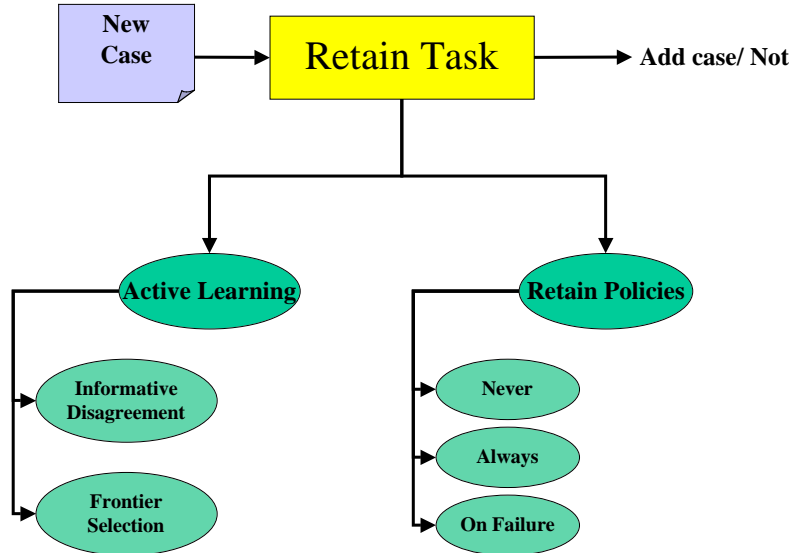 New
Case
Retain Task
Add case/ Not
Active Learning
Retain Policies
Informative
Disagreement
Never
Always
Frontier
Selection
On Failure